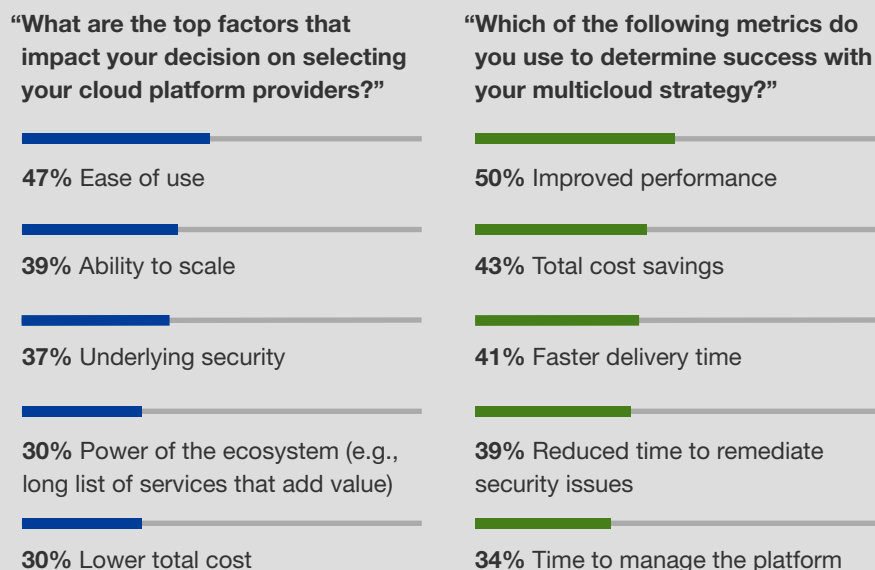 “What are the top factors that
impact your decision on selecting
your cloud platform providers?”
47% Ease of use
39% Ability to scale
37% Underlying security
30% Power of the ecosystem (e.g.,
long list of services that add value)
30% Lower total cost
“Which of the following metrics do
you use to determine success with
your multicloud strategy?”
50% Improved performance
43% Total cost savings
41% Faster delivery time
39% Reduced time to remediate
security issues
34% Time to manage the platform